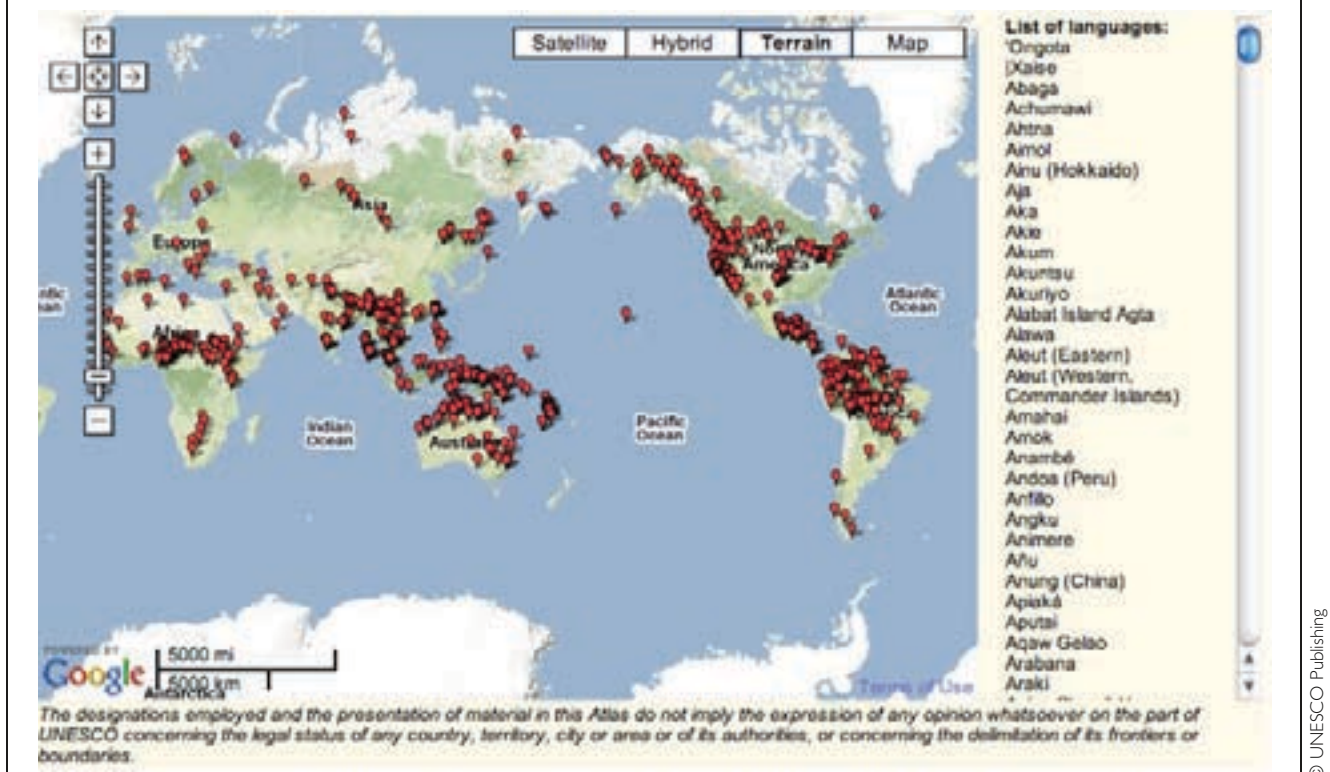 Satellite
Hybrid
Terrain
Map
Asia
Europe
Africa
North
America
Atlantic
Ocean
Indian
Ocean
Pacific
Ocean
POWERED BY
Google
5000 mi
5000 km
Antarctica
Terms of Use
List of languages:
'Ongota
Abaga
Achumawi
Ahtna
Aimol
Ainu (Hokkaido)
Aja
Aka
Akie
Akum
Akuntsu
Akuriyo
Alabat Island Agta
Alawa
Aleut (Eastern)
Aleut (Western,
Commander Islands)
Amahai
Amok
Anambé
Andoa (Peru)
Anfillo
Angku
Animere
Añu
Anung (China)
Apiaká
Aputai
Aqaw Gelao
Arabana
Araki
The designations employed and the presentation of material in this Atlas do not imply the expression of any opinion whatsoever on the part of
UNESCO concerning the legal status of any country, territory, city or area or of its authorities, or concerning the delimitation of its frontiers or
boundaries.
© UNESCO Publishing